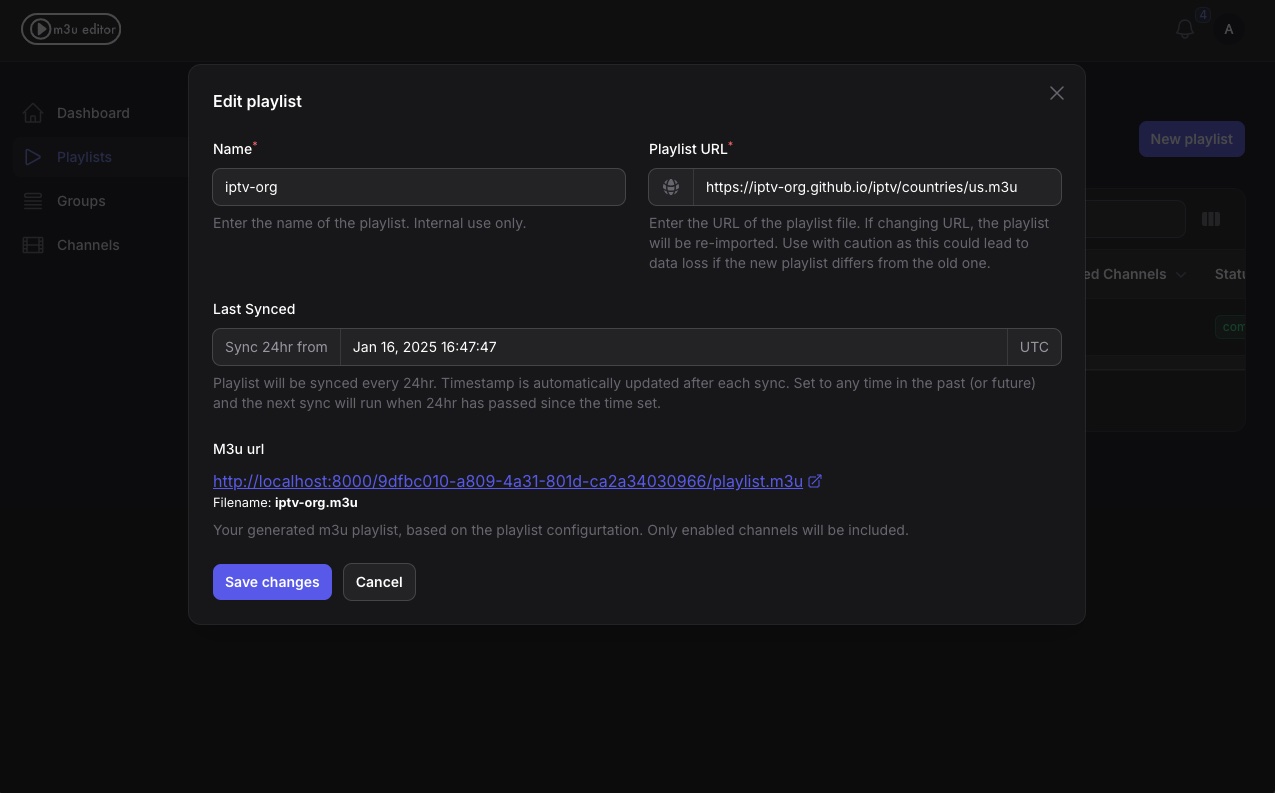 m3u editor
4
A
Dashboard
Playlists
Groups
Channels
New playlist
ed Channels
Edit playlist
Name*
iptv-org
Enter the name of the playlist. Internal use only.
Playlist URL*
https://iptv-org.github.io/iptv/countries/us.m3u
Enter the URL of the playlist file. If changing URL, the playlist
will be re-imported. Use with caution as this could lead to
data loss if the new playlist differs from the old one.
Last Synced
Sync 24hr from
Jan 16, 2025 16:47:47
UTC
Playlist will be synced every 24hr. Timestamp is automatically updated after each sync. Set to any time in the past (or future)
and the next sync will run when 24hr has passed since the time set.
M3u url
http://localhost:8000/9dfbc010-a809-4a31-801d-ca2a34030966/playlist.m3u
Filename: iptv-org.m3u
Your generated m3u playlist, based on the playlist configurtation. Only enabled channels will be included.
Save changes
Cancel